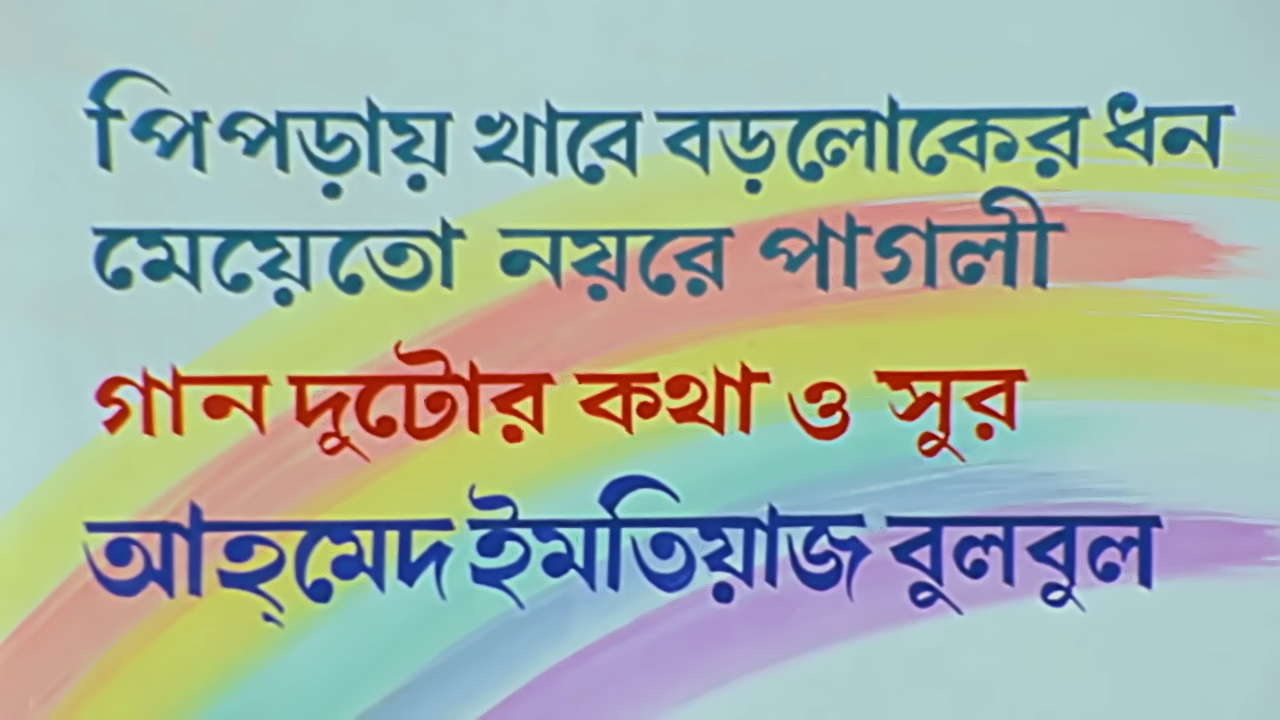 পিপড়ায় খাবে বড়লোকের ধন
মেয়েতো নয়রে পাগলী
গান দুটোর কথা ও সুর
আহ্‌মেদ ইমতিয়াজ বুলবুল